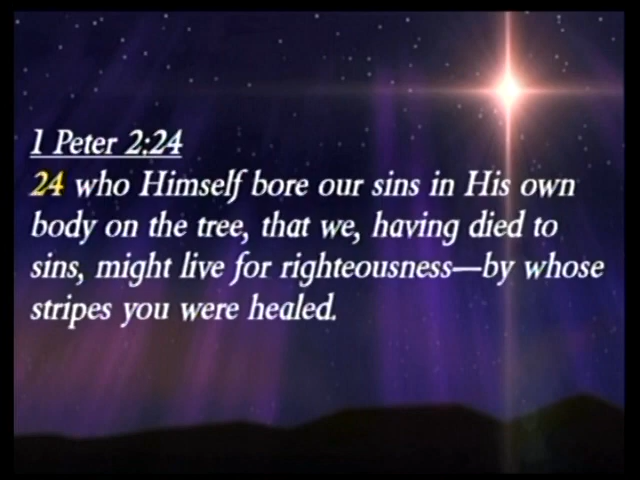 1 Peter 2:24
24 who Himself bore our sins in His own
body on the tree, that we, having died to
sins, might live for righteousness—by whose
stripes you were healed.